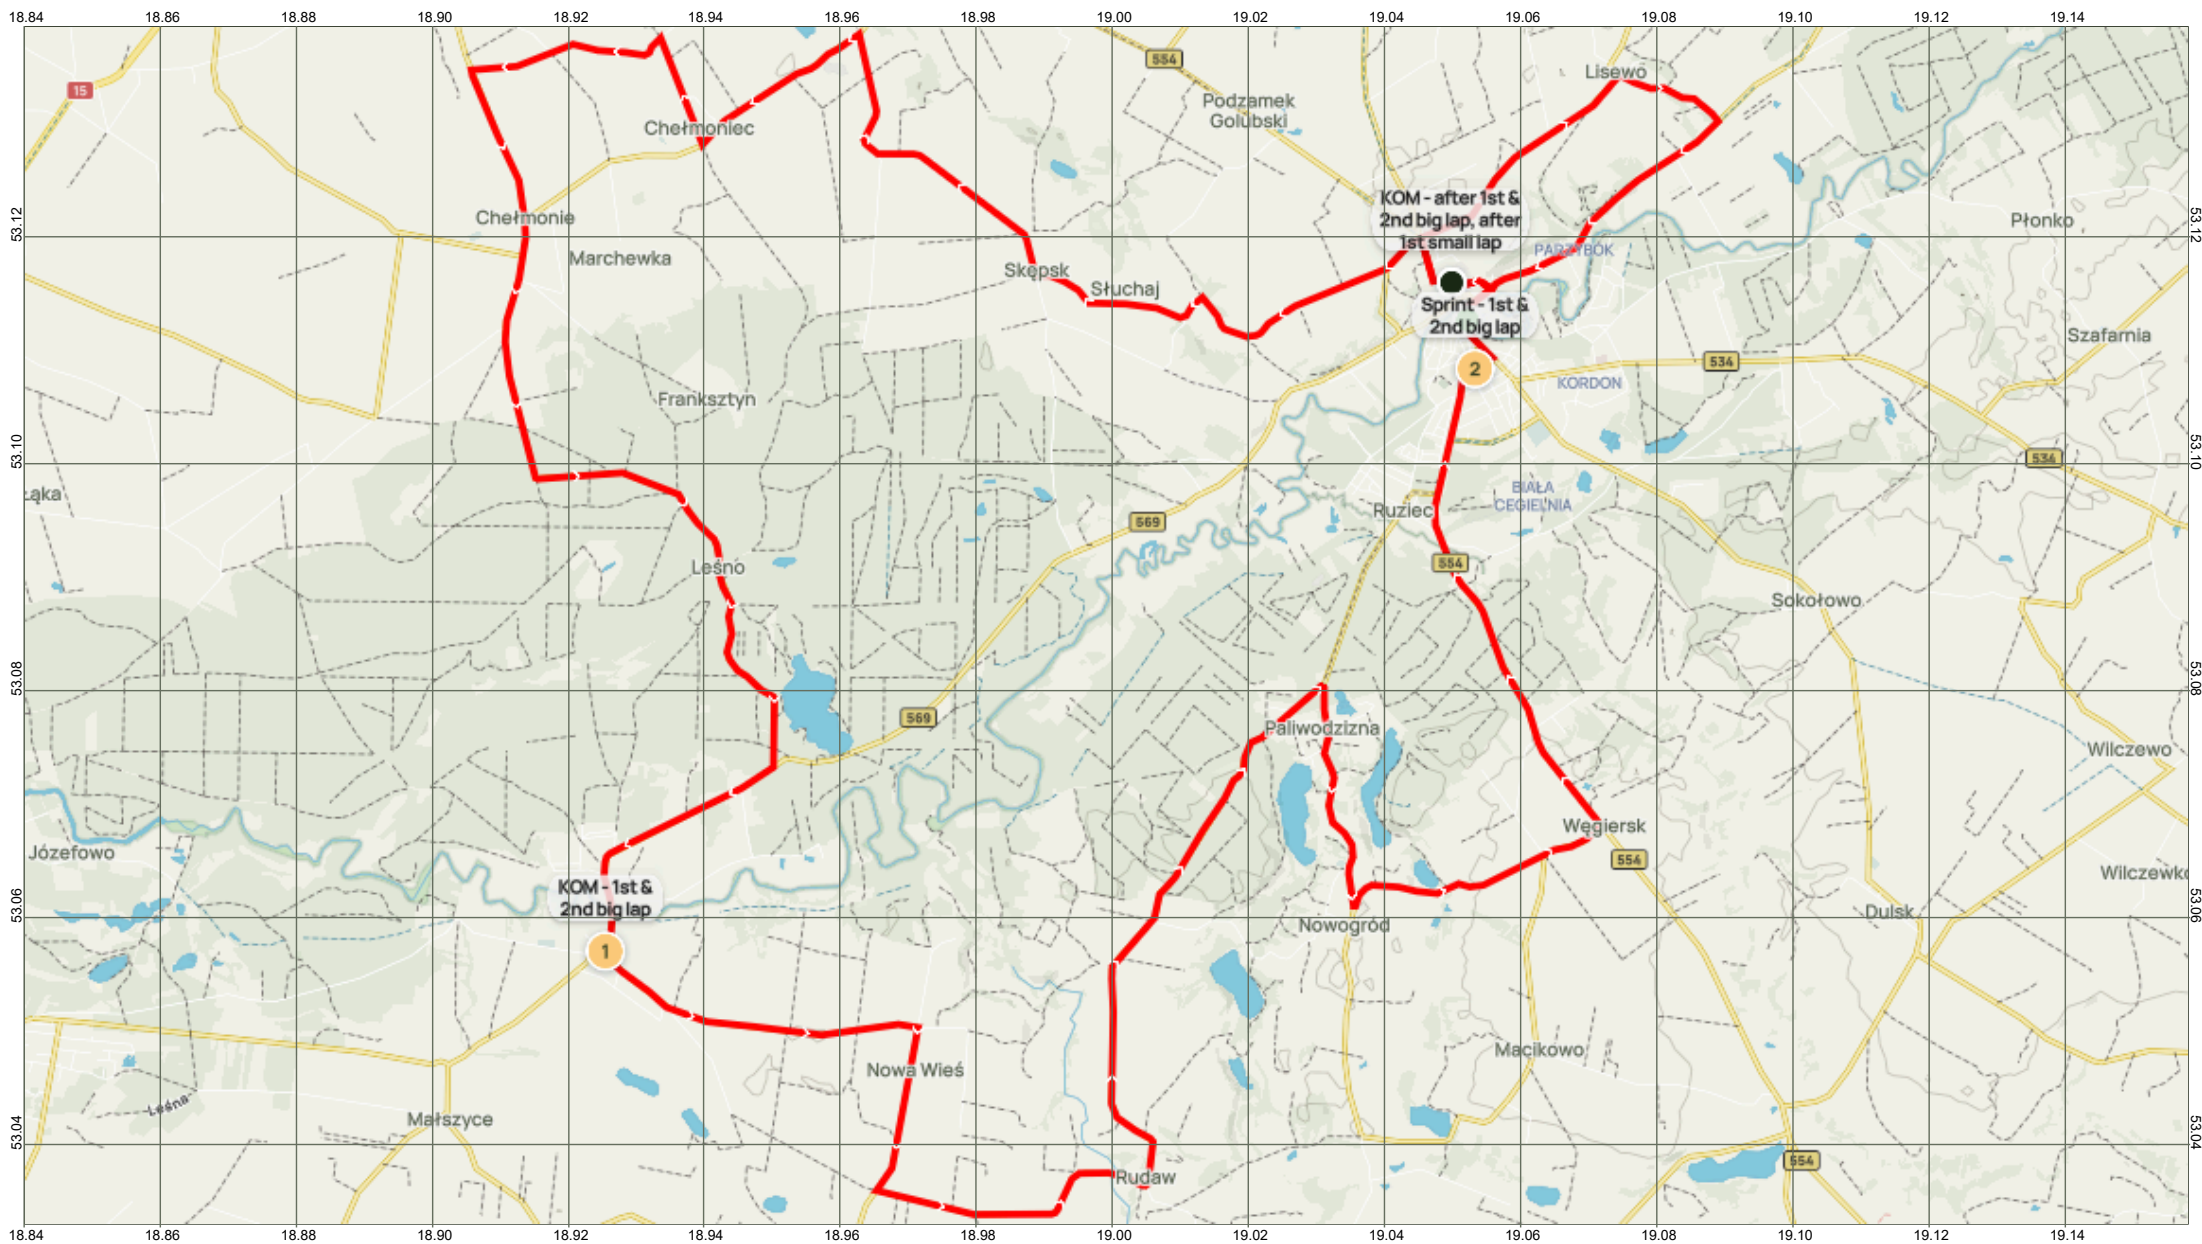 18.84 18.86 18.88 18.90 18.92 18.94 18.96 18.98 19.00 19.02 19.04 19.06 19.08 19.10 19.12 19.14
554
Lisewo
15
Podzamek
Golubski
Chełmoniec
KOM - after 1st &
2nd big lap, after
1st small lap
Chełmonie
53.12
53.12
Płonko
PARZYBÓK
Marchewka
Skępsk
Słuchaj
Sprint - 1st &
2nd big lap
Szafarnia
534
2
KORDON
Franksztyn
53.10
53.10
534
Łąka
BIAŁA
CEGIELNIA
Ruziec
569
554
Leśno
Sokołowo
53.08
53.08
569
Paliwodzizna
Wilczewo
Węgiersk
Józefowo
554
Wilczewko
KOM - 1st &
2nd big lap
53.06
53.06
Dulsk
Nowogród
1
Macikowo
Nowa Wieś
Leśna
Małszyce
53.04
53.04
554
Rudaw
18.84 18.86 18.88 18.90 18.92 18.94 18.96 18.98 19.00 19.02 19.04 19.06 19.08 19.10 19.12 19.14